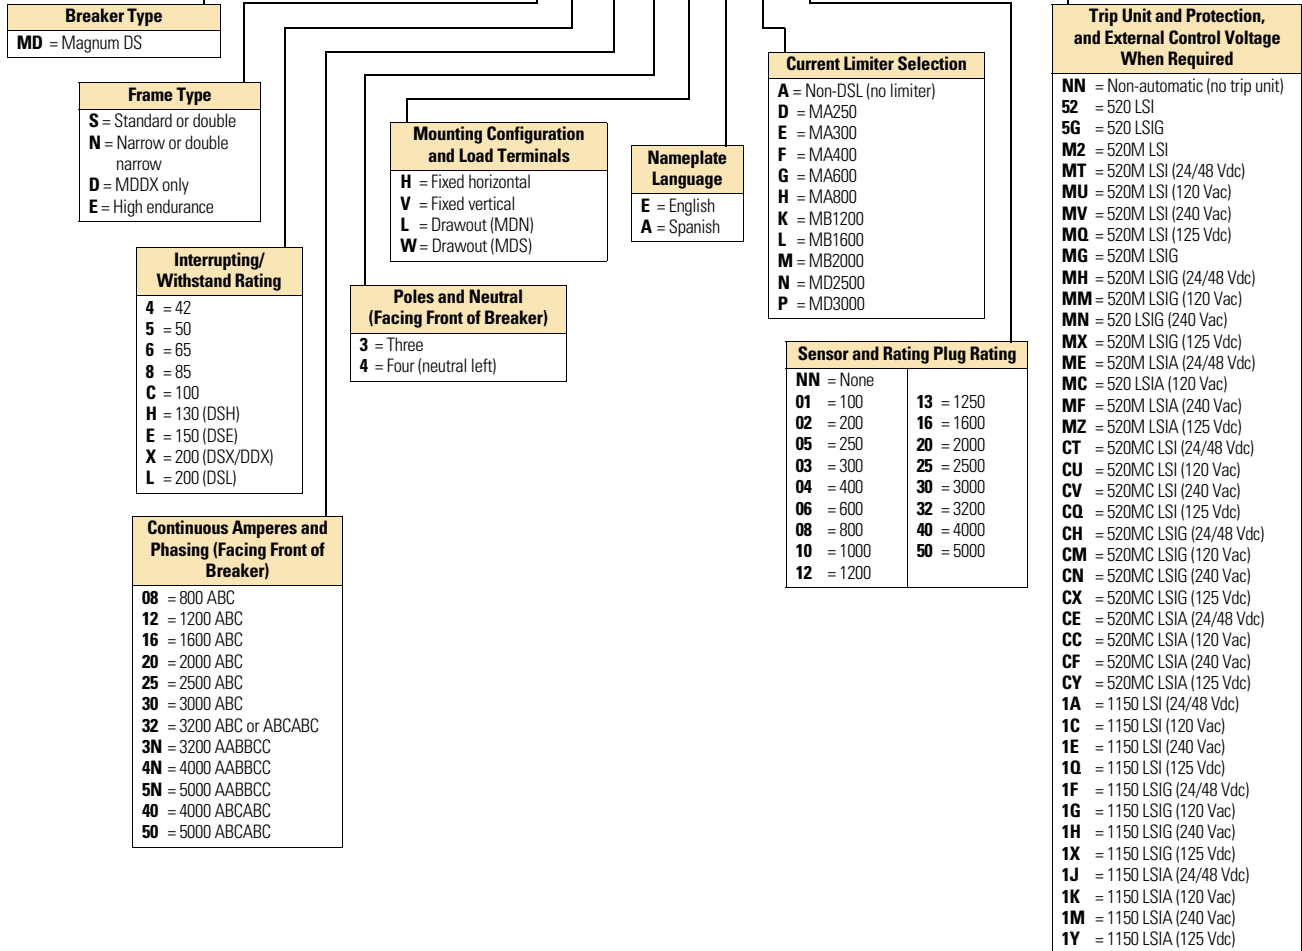 Breaker Type
MD = Magnum DS
Frame Type
S = Standard or double
N = Narrow or double
narrow
D = MDDX only
E = High endurance
Interrupting/
Withstand Rating
4 = 42
5 = 50
6 = 65
8 = 85
C = 100
H = 130 (DSH)
E = 150 (DSE)
X = 200 (DSX/DDX)
L = 200 (DSL)
Continuous Amperes and
Phasing (Facing Front of
Breaker)
08 = 800 ABC
12 = 1200 ABC
16 = 1600 ABC
20 = 2000 ABC
25 = 2500 ABC
30 = 3000 ABC
32 = 3200 ABC or ABCABC
3N = 3200 AABBCC
4N = 4000 AABBCC
5N = 5000 AABBCC
40 = 4000 ABCABC
50 = 5000 ABCABC
Poles and Neutral
(Facing Front of Breaker)
3 = Three
4 = Four (neutral left)
Mounting Configuration
and Load Terminals
H = Fixed horizontal
V = Fixed vertical
L = Drawout (MDN)
W = Drawout (MDS)
Nameplate
Language
E = English
A = Spanish
Current Limiter Selection
A = Non-DSL (no limiter)
D = MA250
E = MA300
F = MA400
G = MA600
H = MA800
K = MB1200
L = MB1600
M = MB2000
N = MD2500
P = MD3000
Sensor and Rating Plug Rating
NN = None
01 = 100
02 = 200
05 = 250
03 = 300
04 = 400
06 = 600
08 = 800
10 = 1000
12 = 1200
13 = 1250
16 = 1600
20 = 2000
25 = 2500
30 = 3000
32 = 3200
40 = 4000
50 = 5000
Trip Unit and Protection,
and External Control Voltage
When Required
NN = Non-automatic (no trip unit)
52 = 520 LSI
5G = 520 LSIG
M2 = 520M LSI
MT = 520M LSI (24/48 Vdc)
MU = 520M LSI (120 Vac)
MV = 520M LSI (240 Vac)
MQ = 520M LSI (125 Vdc)
MG = 520M LSIG
MH = 520M LSIG (24/48 Vdc)
MM = 520M LSIG (120 Vac)
MN = 520 LSIG (240 Vac)
MX = 520M LSIG (125 Vdc)
ME = 520M LSIA (24/48 Vdc)
MC = 520 LSIA (120 Vac)
MF = 520M LSIA (240 Vac)
MZ = 520M LSIA (125 Vdc)
CT = 520MC LSI (24/48 Vdc)
CU = 520MC LSI (120 Vac)
CV = 520MC LSI (240 Vac)
CQ = 520MC LSI (125 Vdc)
CH = 520MC LSIG (24/48 Vdc)
CM = 520MC LSIG (120 Vac)
CN = 520MC LSIG (240 Vac)
CX = 520MC LSIG (125 Vdc)
CE = 520MC LSIA (24/48 Vdc)
CC = 520MC LSIA (120 Vac)
CF = 520MC LSIA (240 Vac)
CY = 520MC LSIA (125 Vdc)
1A = 1150 LSI (24/48 Vdc)
1C = 1150 LSI (120 Vac)
1E = 1150 LSI (240 Vac)
1Q = 1150 LSI (125 Vdc)
1F = 1150 LSIG (24/48 Vdc)
1G = 1150 LSIG (120 Vac)
1H = 1150 LSIG (240 Vac)
1X = 1150 LSIG (125 Vdc)
1J = 1150 LSIA (24/48 Vdc)
1K = 1150 LSIA (120 Vac)
1M = 1150 LSIA (240 Vac)
1Y = 1150 LSIA (125 Vdc)